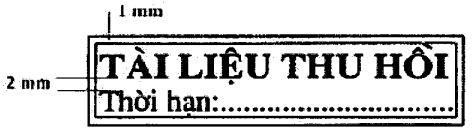 1 mm
TÀI LIỆU THU HỒI
2 mm
Thời hạn:................................